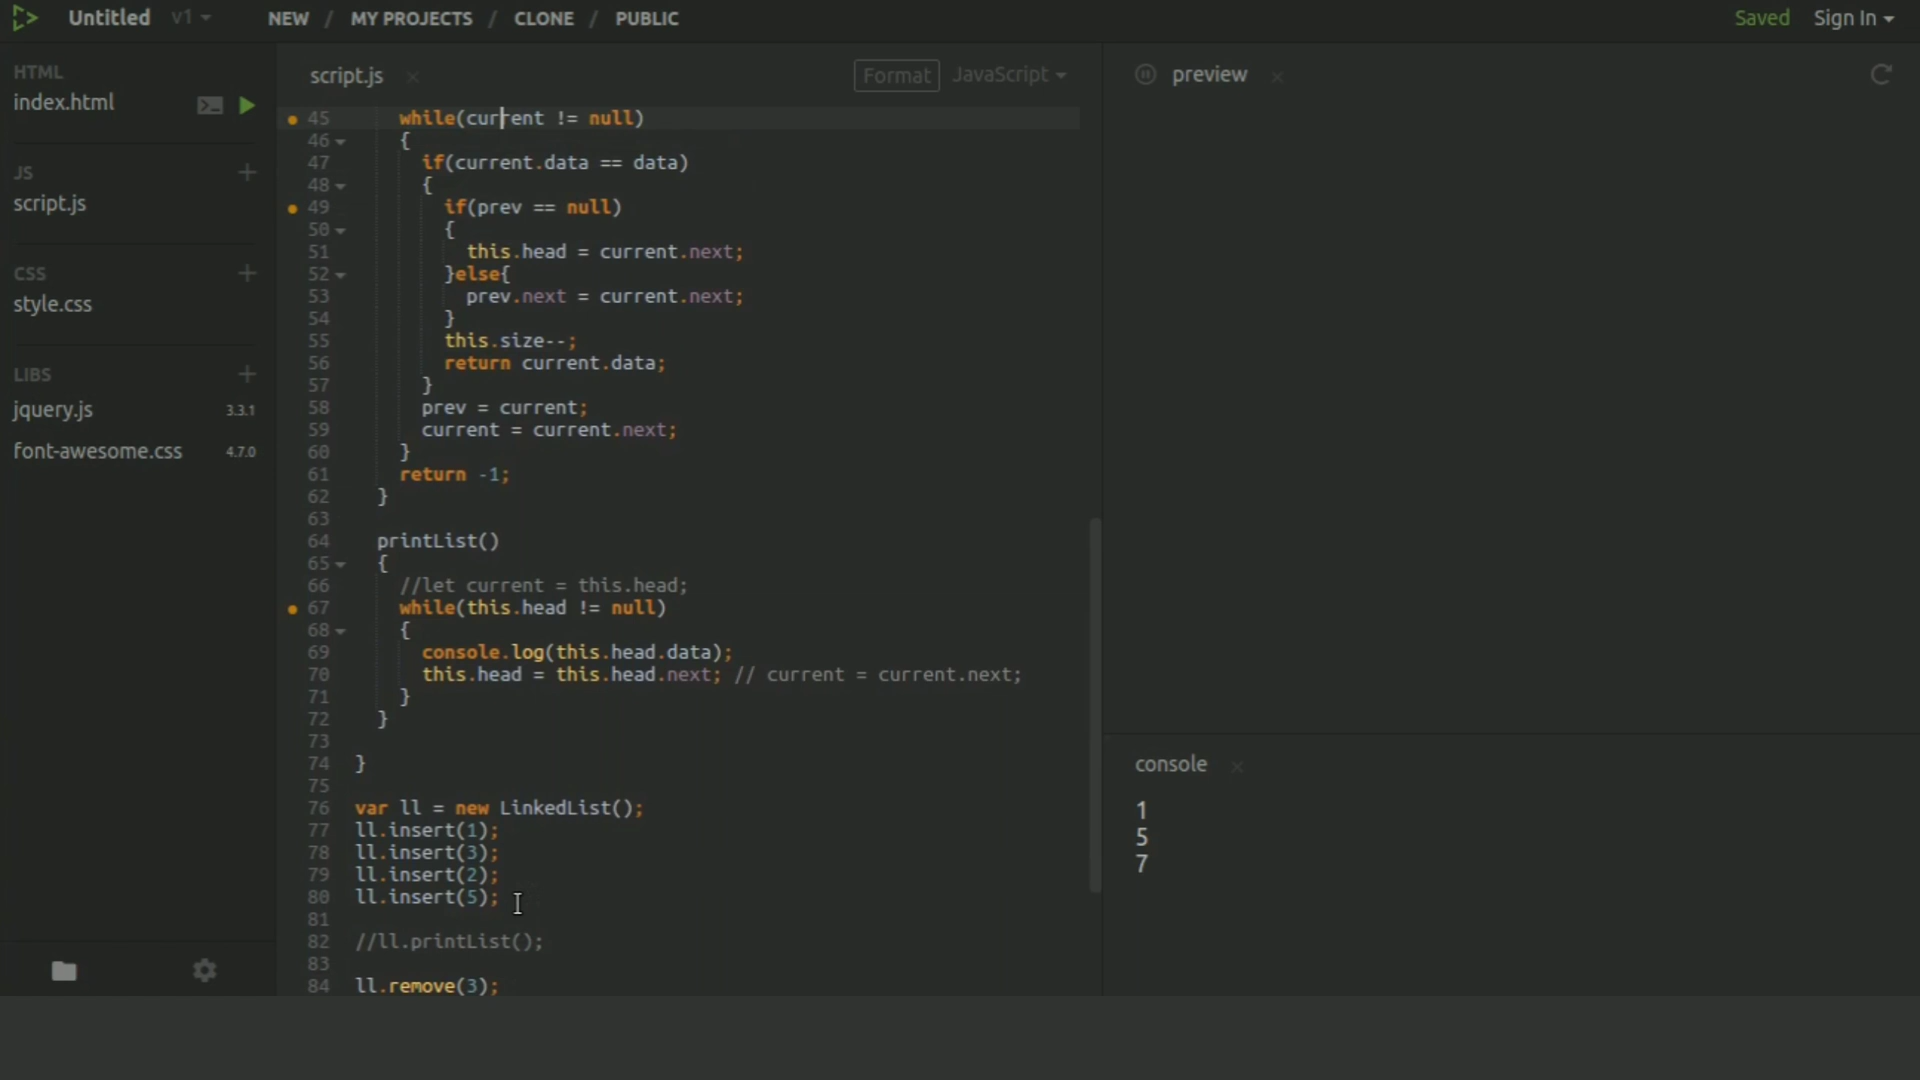 Untitled v1 NEW / MY PROJECTS / CLONE / PUBLIC Saved Sign In
HTML
index.html
JS
script.js
CSS
style.css
LIBS
jquery.js 3.3.1
font-awesome.css 4.7.0
script.js Format JavaScript
45 while(current != null)
46 {
47 if(current.data == data)
48 {
49 if(prev == null)
50 {
51 this.head = current.next;
52 }else{
53 prev.next = current.next;
54 }
55 this.size--;
56 return current.data;
57 }
58 prev = current;
59 current = current.next;
60 }
61 return -1;
62 }
63
64 printList()
65 {
66 //let current = this.head;
67 while(this.head != null)
68 {
69 console.log(this.head.data);
70 this.head = this.head.next; // current = current.next;
71 }
72 }
73
74 }
75
76 var ll = new LinkedList();
77 ll.insert(1);
78 ll.insert(3);
79 ll.insert(2);
80 ll.insert(5);
81
82 //ll.printList();
83
84 ll.remove(3);
preview
console
1
5
7